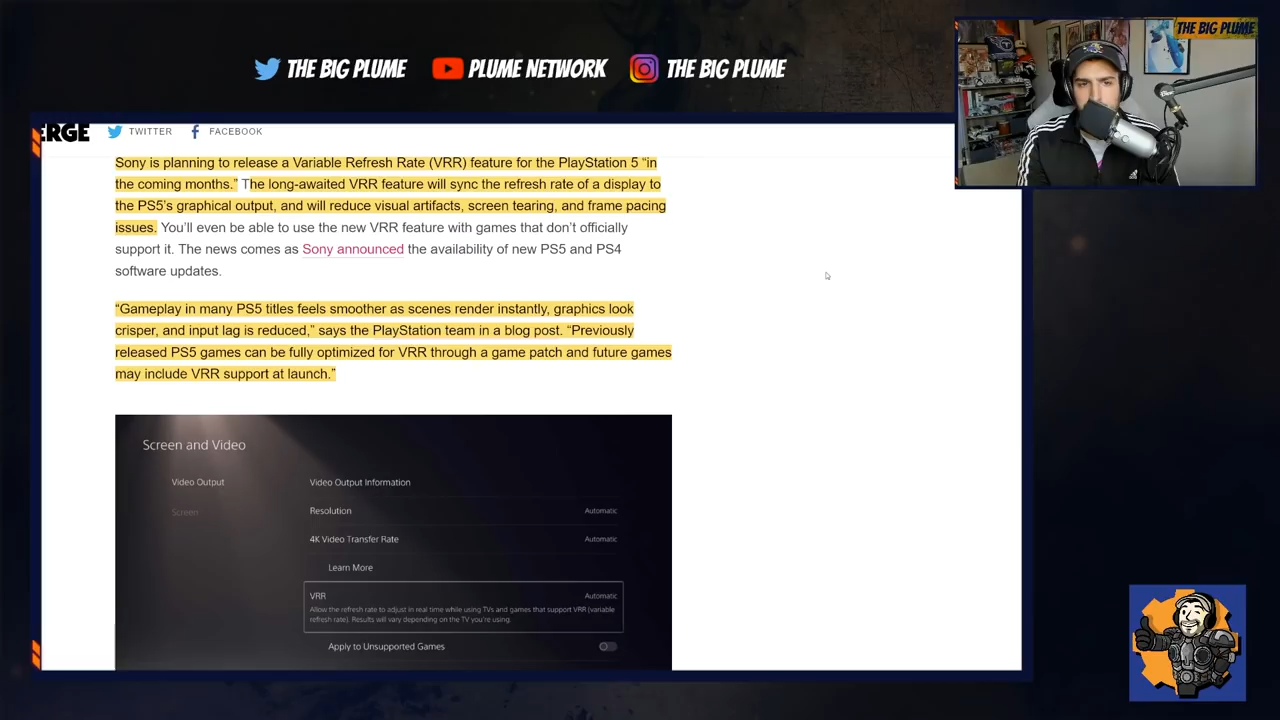 THE BIG PLUME
PLUME NETWORK
THE BIG PLUME
THE BIG PLUME
ERGE
TWITTER
FACEBOOK
Sony is planning to release a Variable Refresh Rate (VRR) feature for the PlayStation 5 “in
the coming months.” The long-awaited VRR feature will sync the refresh rate of a display to
the PS5’s graphical output, and will reduce visual artifacts, screen tearing, and frame pacing
issues. You’ll even be able to use the new VRR feature with games that don’t officially
support it. The news comes as Sony announced the availability of new PS5 and PS4
software updates.
“Gameplay in many PS5 titles feels smoother as scenes render instantly, graphics look
crisper, and input lag is reduced,” says the PlayStation team in a blog post. “Previously
released PS5 games can be fully optimized for VRR through a game patch and future games
may include VRR support at launch.”
Screen and Video
Video Output
Screen
Video Output Information
Resolution Automatic
4K Video Transfer Rate Automatic
Learn More
VRR Automatic
Allow the refresh rate to adjust in real time while using TVs and games that support VRR (variable
refresh rate). Results will vary depending on the TV you're using.
Apply to Unsupported Games